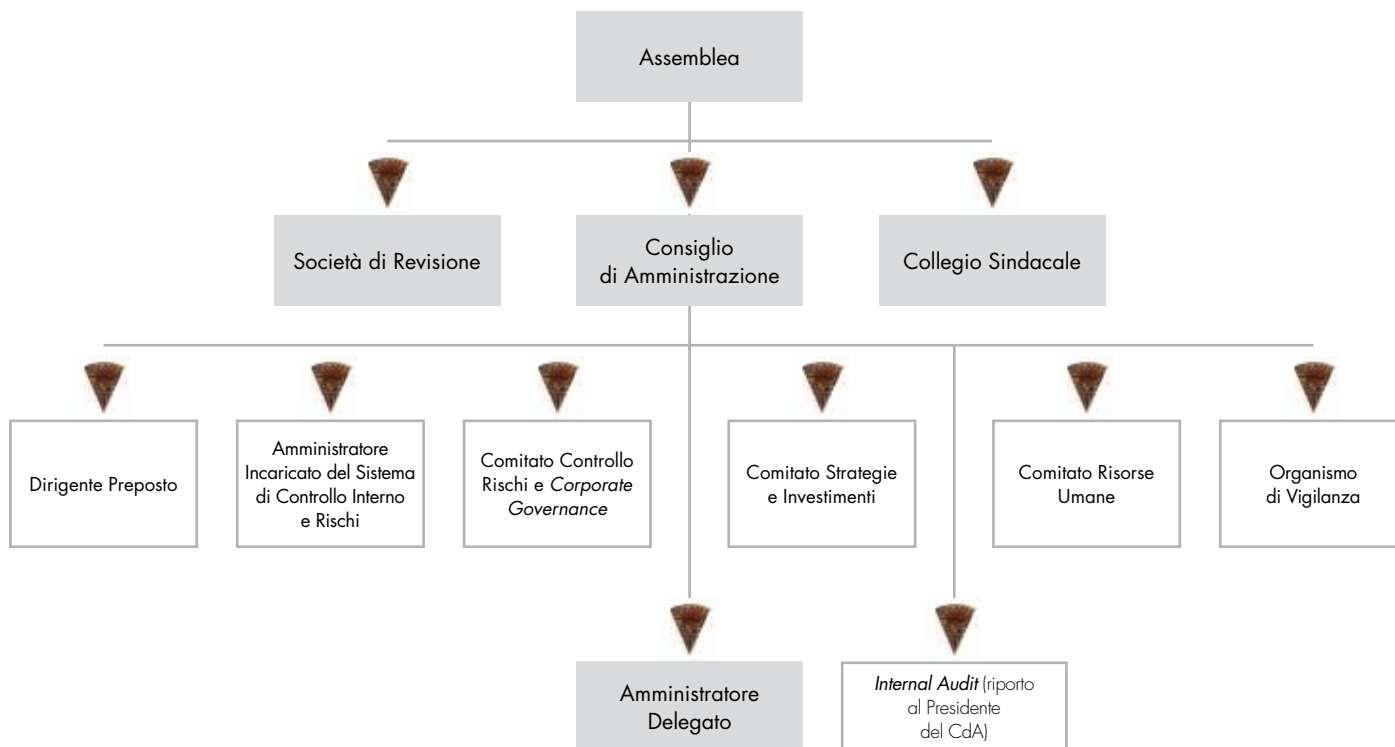 Assemblea
Società di Revisione
Consiglio
di Amministrazione
Collegio Sindacale
Dirigente Preposto
Amministratore
Incaricato del Sistema
di Controllo Interno
e Rischi
Comitato Controllo
Rischi e Corporate
Governance
Comitato Strategie
e Investimenti
Comitato Risorse
Umane
Organismo
di Vigilanza
Amministratore
Delegato
Internal Audit (riporto
al Presidente
del CdA)